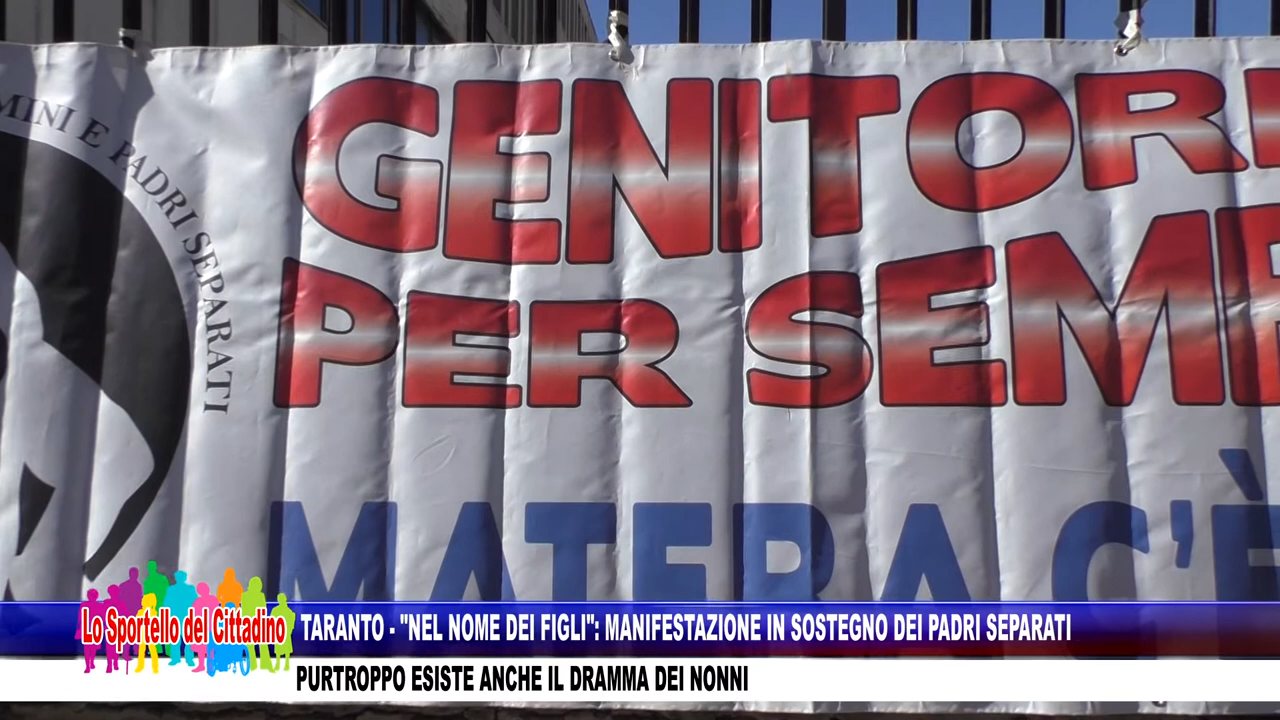 MINI E PADRI SEPARATI
GENITORI
PER SEMP
MATERA C'È
Lo Sportello del Cittadino
TARANTO - "NEL NOME DEI FIGLI": MANIFESTAZIONE IN SOSTEGNO DEI PADRI SEPARATI
PURTROPPO ESISTE ANCHE IL DRAMMA DEI NONNI